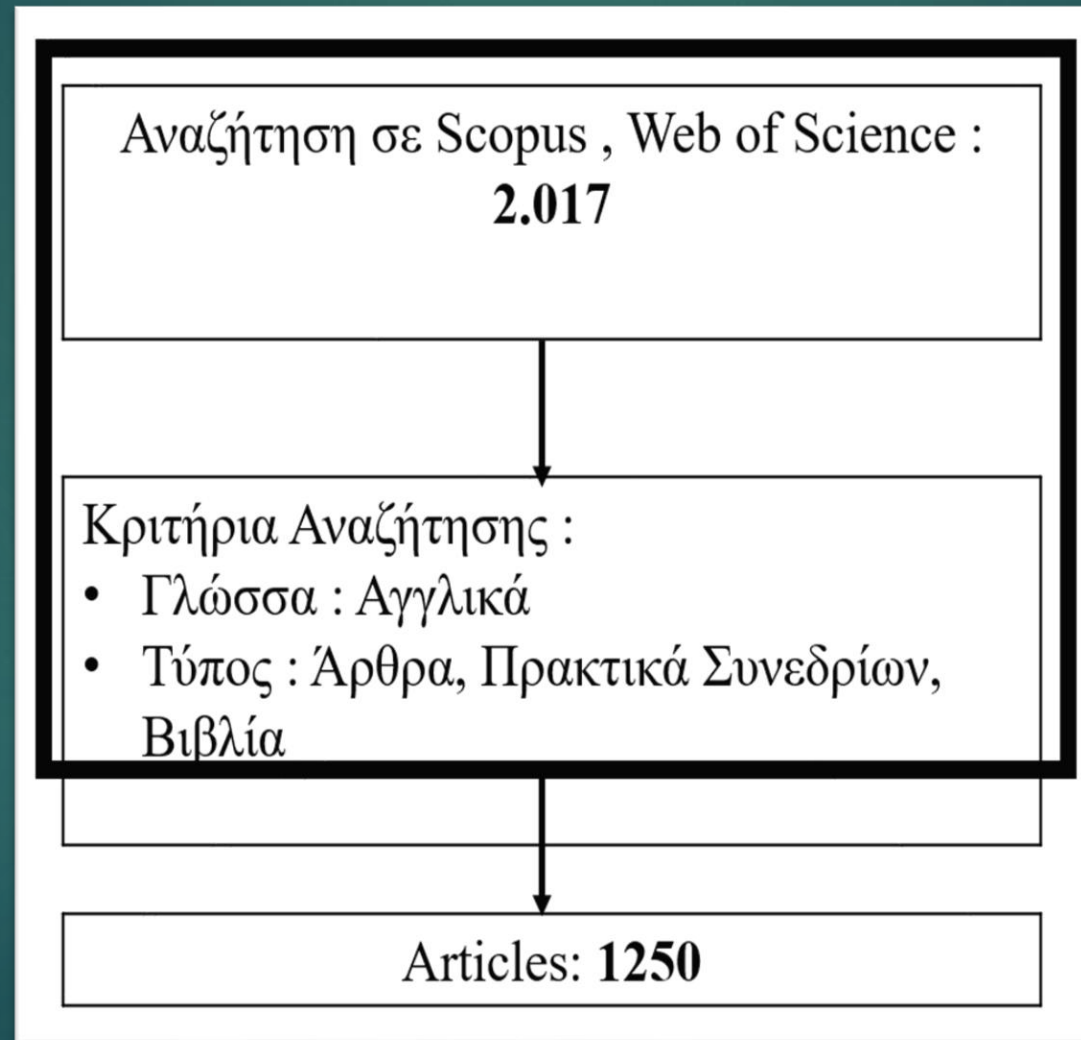 Αναζήτηση σε Scopus , Web of Science :
2.017
Κριτήρια Αναζήτησης :
• Γλώσσα : Αγγλικά
• Τύπος : Άρθρα, Πρακτικά Συνεδρίων,
Βιβλία
Articles: 1250